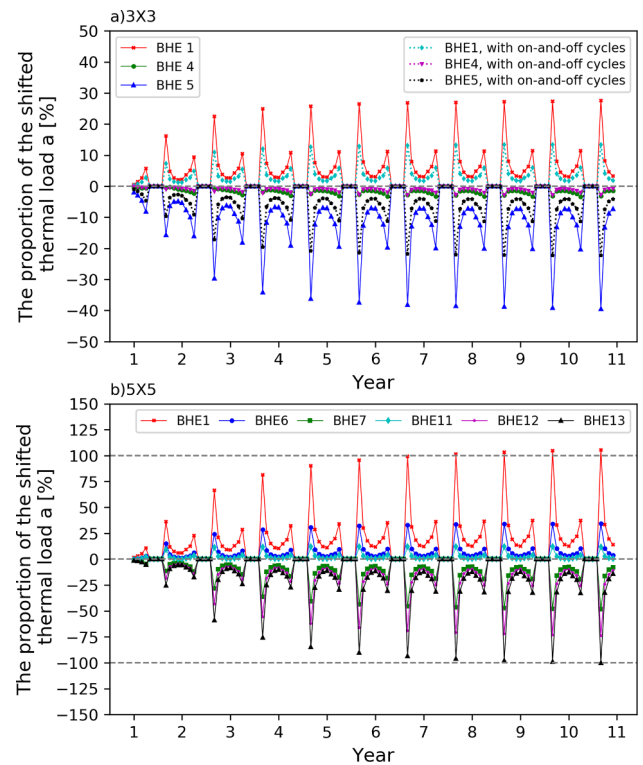 a)3X3
The proportion of the shifted
thermal load a [%]
50
40
30
20
10
0
−10
−20
−30
−40
−50
BHE 1
BHE 4
BHE 5
BHE1, with on-and-off cycles
BHE4, with on-and-off cycles
BHE5, with on-and-off cycles
1 2 3 4 5 6 7 8 9 10 11
Year
b)5X5
The proportion of the shifted
thermal load a [%]
150
125
100
75
50
25
0
−25
−50
−75
−100
−125
−150
BHE1 BHE6 BHE7 BHE11 BHE12 BHE13
1 2 3 4 5 6 7 8 9 10 11
Year